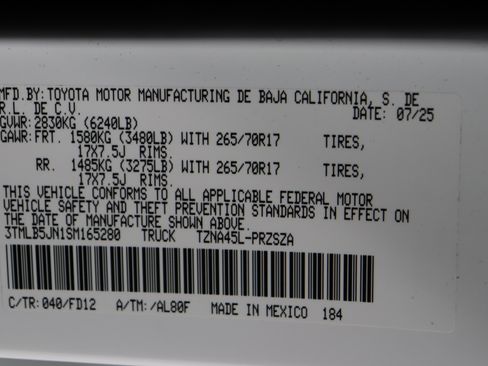 MFD.BY:TOYOTA MOTOR MANUFACTURING DE BAJA CALIFORNIA, S. DE
R.L. DE C.V. DATE: 07/25
GVWR:2830KG (6240LB)
GAWR:FRT. 1580KG (3480LB) WITH 265/70R17 TIRES,
17X7.5J RIMS.
RR. 1485KG (3275LB) WITH 265/70R17 TIRES,
17X7.5J RIMS.
THIS VEHICLE CONFORMS TO ALL APPLICABLE FEDERAL MOTOR
VEHICLE SAFETY AND THEFT PREVENTION STANDARDS IN EFFECT ON
THE DATE OF MANUFACTURE SHOWN ABOVE.
3TMLB5JN1SM165280 TRUCK TZNA45L-PRZSZA
C/TR:040/FD12 A/TM:/AL80F MADE IN MEXICO 184